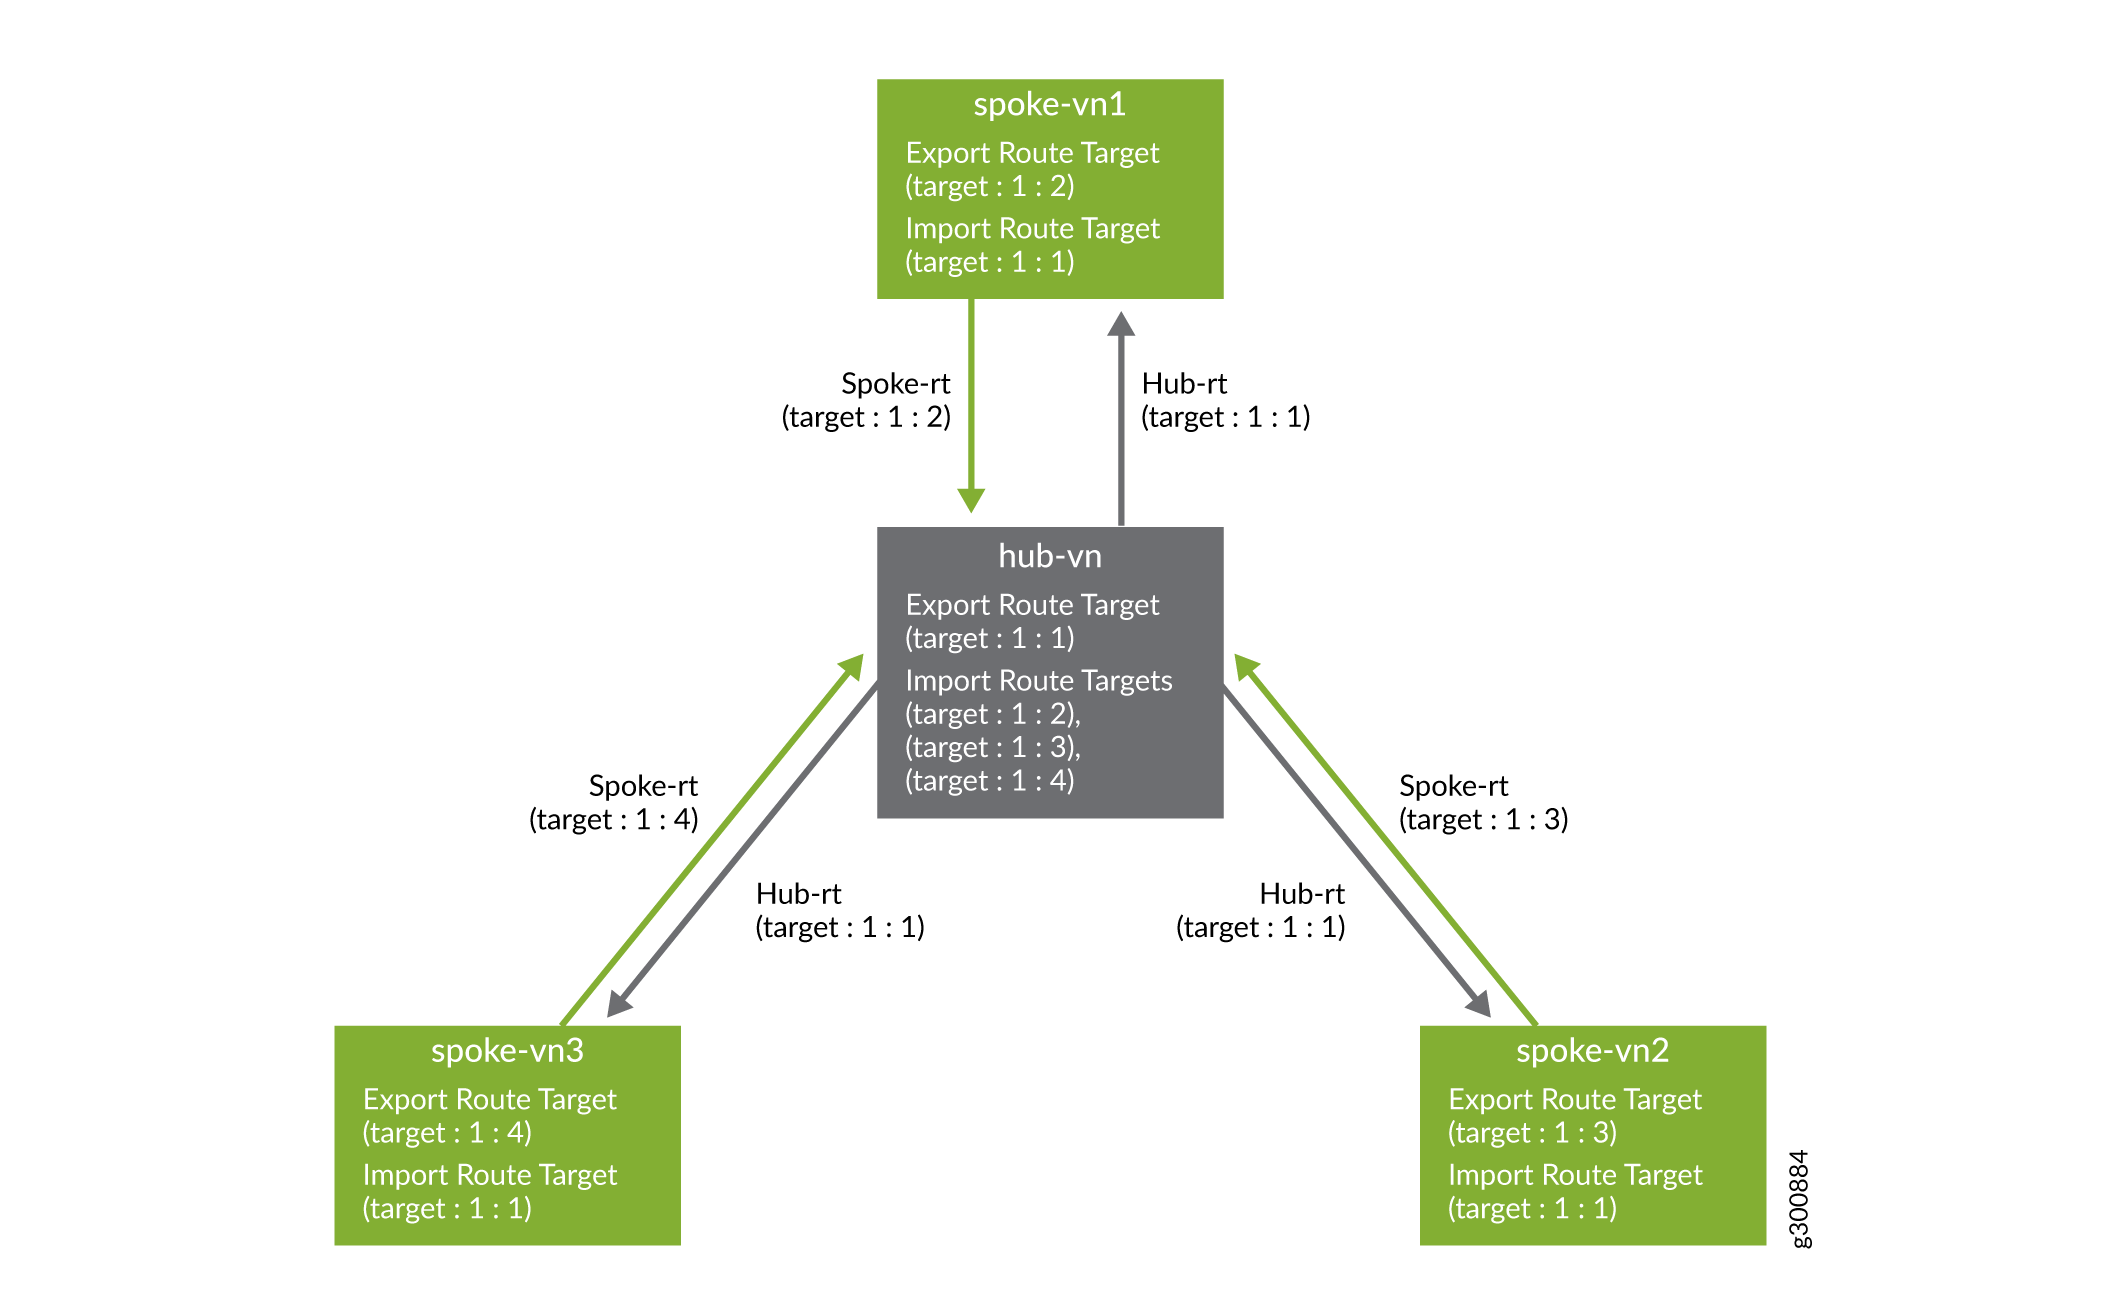 spoke-vn1
Export Route Target
(target : 1 : 2)
Import Route Target
(target : 1 : 1)
Spoke-rt
(target : 1 : 2)
Hub-rt
(target : 1 : 1)
hub-vn
Export Route Target
(target : 1 : 1)
Import Route Targets
(target : 1 : 2),
(target : 1 : 3),
(target : 1 : 4)
Spoke-rt
(target : 1 : 4)
Spoke-rt
(target : 1 : 3)
Hub-rt
(target : 1 : 1)
Hub-rt
(target : 1 : 1)
spoke-vn3
Export Route Target
(target : 1 : 4)
Import Route Target
(target : 1 : 1)
spoke-vn2
Export Route Target
(target : 1 : 3)
Import Route Target
(target : 1 : 1)
g300884